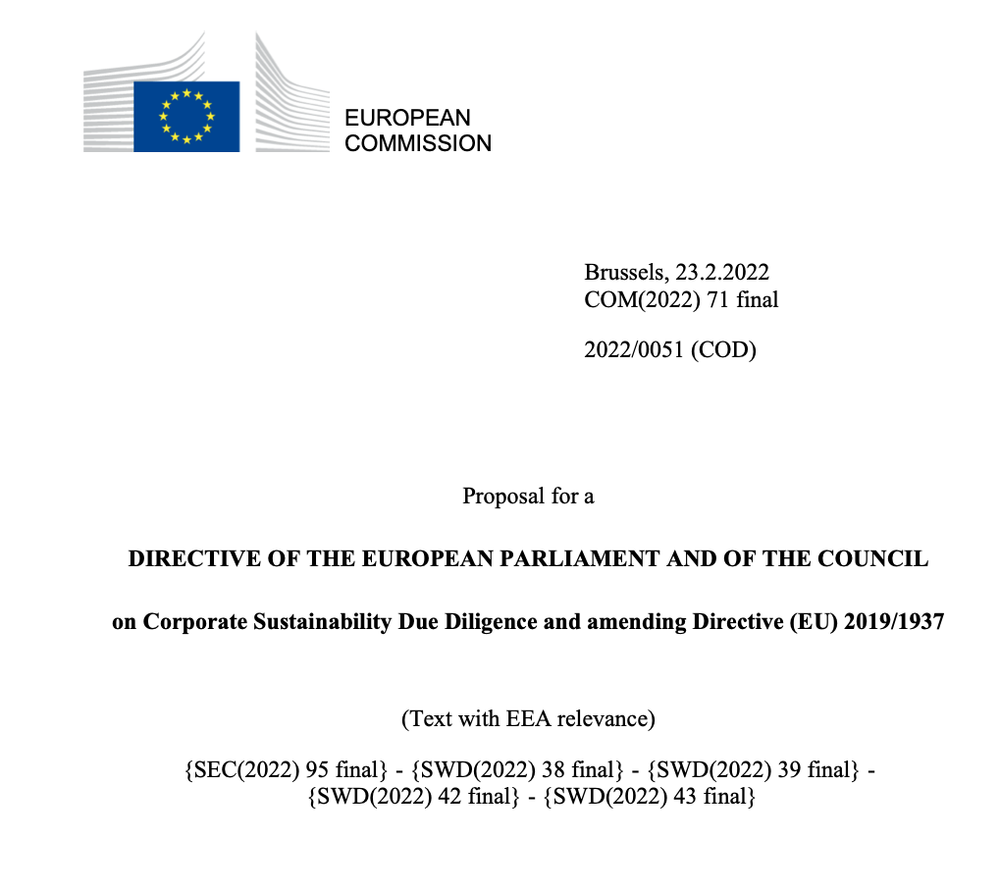 EUROPEAN
COMMISSION
Brussels, 23.2.2022
COM(2022) 71 final
2022/0051 (COD)
Proposal for a
DIRECTIVE OF THE EUROPEAN PARLIAMENT AND OF THE COUNCIL
on Corporate Sustainability Due Diligence and amending Directive (EU) 2019/1937
(Text with EEA relevance)
{SEC(2022) 95 final} - {SWD(2022) 38 final} - {SWD(2022) 39 final} -
{SWD(2022) 42 final} - {SWD(2022) 43 final}